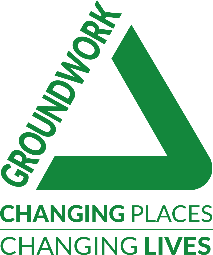 GROUNDWORK
CHANGING PLACES
CHANGING LIVES